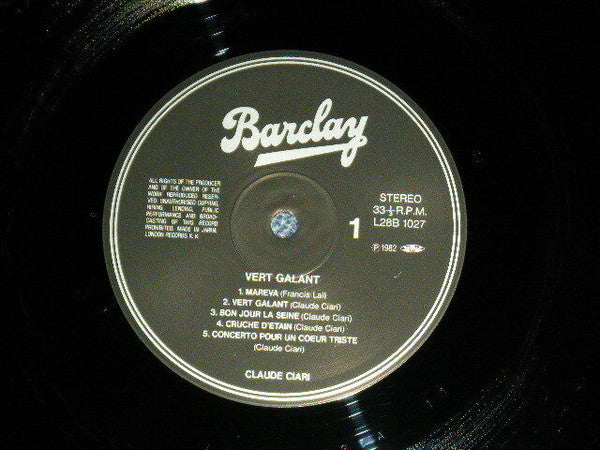 Barclay
ALL RIGHTS OF THE PRODUCER
AND OF THE OWNER OF THE
WORK REPRODUCED RESER-
VED. UNAUTHORISED COPYING,
HIRING, LENDING, PUBLIC
PERFORMANCE AND BROAD-
CASTING OF THIS RECORD
PROHIBITED. MADE IN JAPAN.
LONDON RECORDS K.K.
1
STEREO
33⅓ R.P.M.
L28B 1027
Ⓟ 1982
VERT GALANT
1. MAREVA (Francis Lai)
2. VERT GALANT (Claude Ciari)
3. BON JOUR LA SEINE (Claude Ciari)
4. CRUCHE D'ETAIN (Claude Ciari)
5. CONCERTO POUR UN COEUR TRISTE
(Claude Ciari)
CLAUDE CIARI